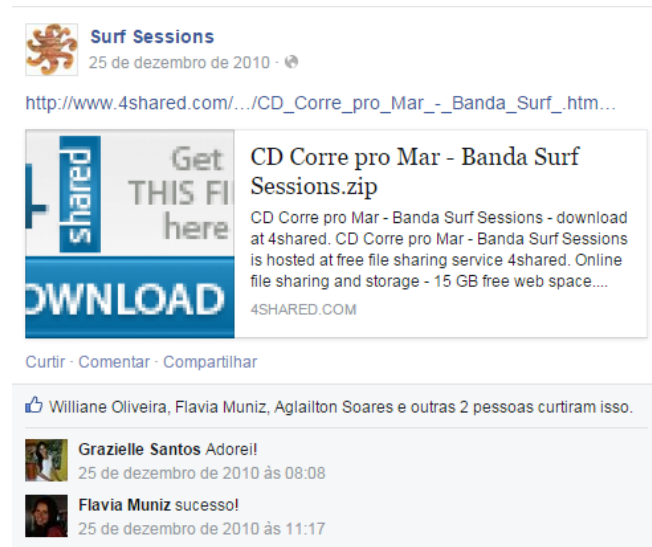 Surf Sessions
25 de dezembro de 2010 ·
http://www.4shared.com/.../CD_Corre_pro_Mar_-_Banda_Surf_.htm...
4
shared
Get
THIS FI
here
OWNLOAD
CD Corre pro Mar - Banda Surf
Sessions.zip
CD Corre pro Mar - Banda Surf Sessions - download
at 4shared. CD Corre pro Mar - Banda Surf Sessions
is hosted at free file sharing service 4shared. Online
file sharing and storage - 15 GB free web space....
4SHARED.COM
Curtir · Comentar · Compartilhar
Williane Oliveira, Flavia Muniz, Aglailton Soares e outras 2 pessoas curtiram isso.
Grazielle Santos Adorei!
25 de dezembro de 2010 às 08:08
Flavia Muniz sucesso!
25 de dezembro de 2010 às 11:17